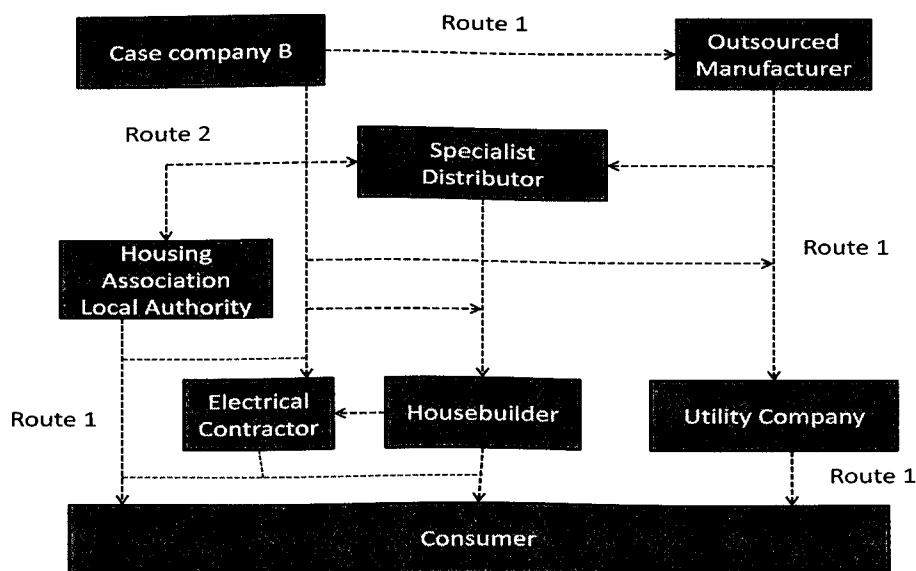 Route 1
Case company B
Outsourced
Manufacturer
Route 2
Specialist
Distributor
Housing
Association
Local Authority
Route 1
Electrical
Contractor
Housebuilder
Utility Company
Route 1
Route 1
Consumer